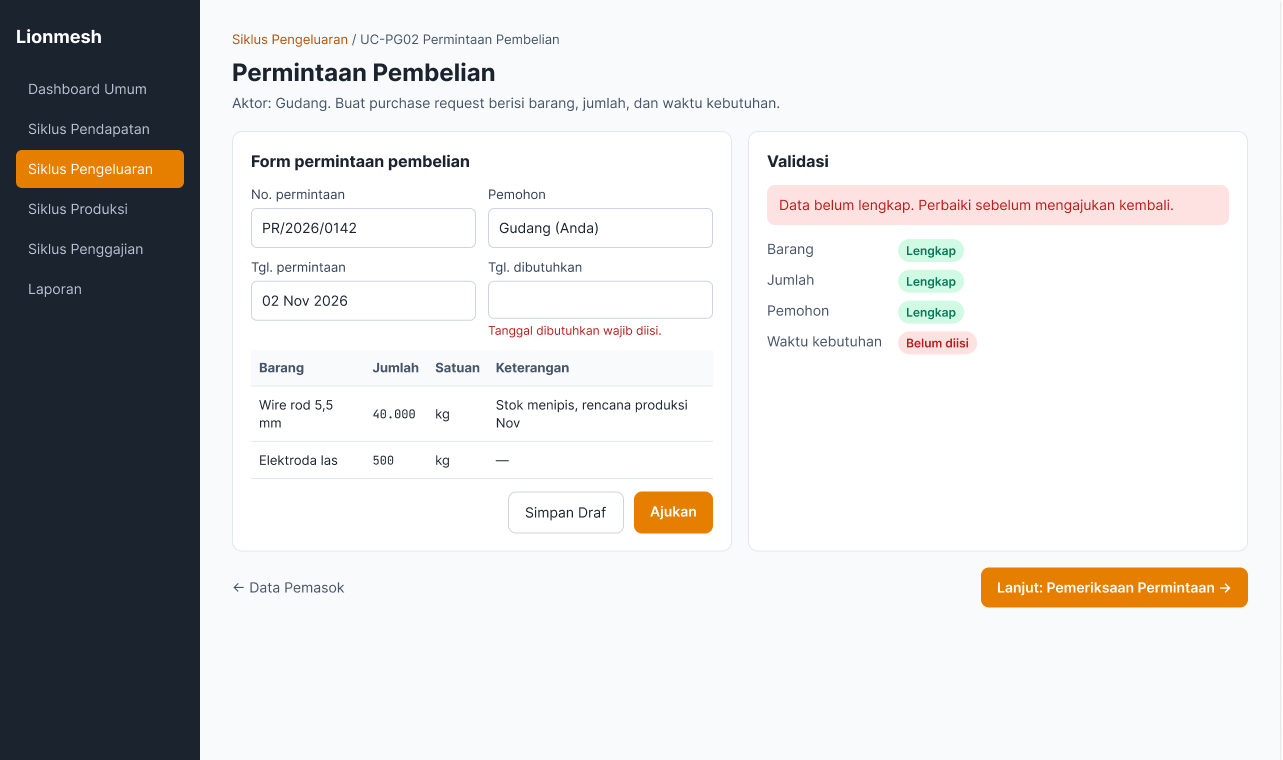 Lionmesh
Dashboard Umum
Siklus Pendapatan
Siklus Pengeluaran
Siklus Produksi
Siklus Penggajian
Laporan
Siklus Pengeluaran / UC-PG02 Permintaan Pembelian
Permintaan Pembelian
Aktor: Gudang. Buat purchase request berisi barang, jumlah, dan waktu kebutuhan.
Form permintaan pembelian
No. permintaan
Pemohon
PR/2026/0142
Gudang (Anda)
Tgl. permintaan
Tgl. dibutuhkan
02 Nov 2026
Tanggal dibutuhkan wajib diisi.
Barang Jumlah Satuan Keterangan
Wire rod 5,5
mm
40.000
kg
Stok menipis, rencana produksi
Nov
Elektroda las 500 kg —
Simpan Draf
Ajukan
Validasi
Data belum lengkap. Perbaiki sebelum mengajukan kembali.
Barang Lengkap
Jumlah Lengkap
Pemohon Lengkap
Waktu kebutuhan Belum diisi
← Data Pemasok
Lanjut: Pemeriksaan Permintaan →